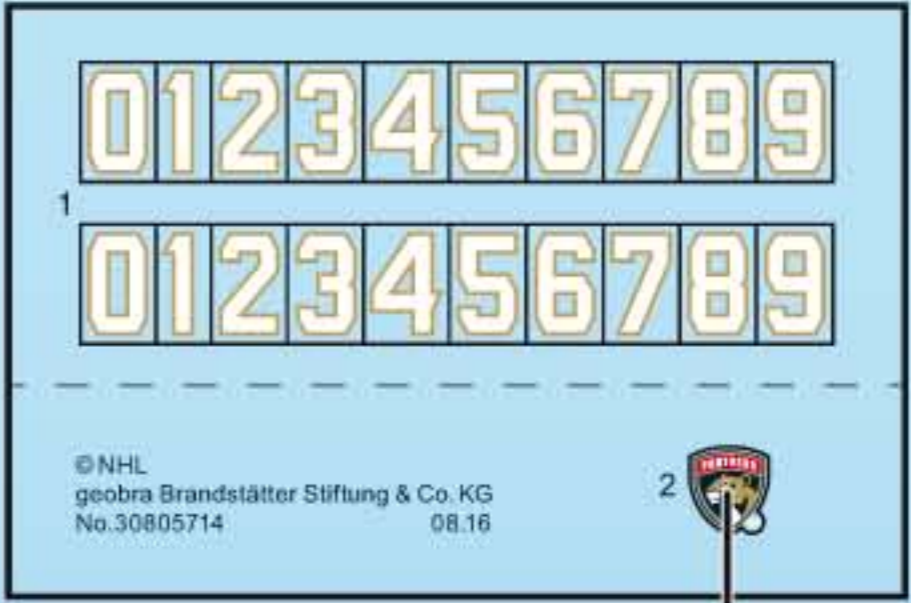 0123456789
1
0123456789
©NHL
geobra Brandstätter Stiftung & Co. KG
No.30805714 08.16
2
PANTHERS